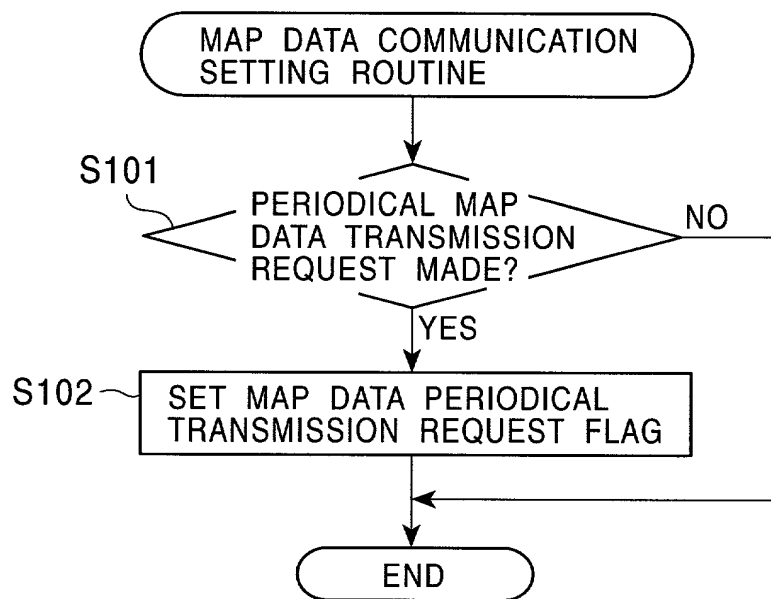 MAP DATA COMMUNICATION
SETTING ROUTINE
S101
PERIODICAL MAP
DATA TRANSMISSION
REQUEST MADE?
NO
YES
S102
SET MAP DATA PERIODICAL
TRANSMISSION REQUEST FLAG
END